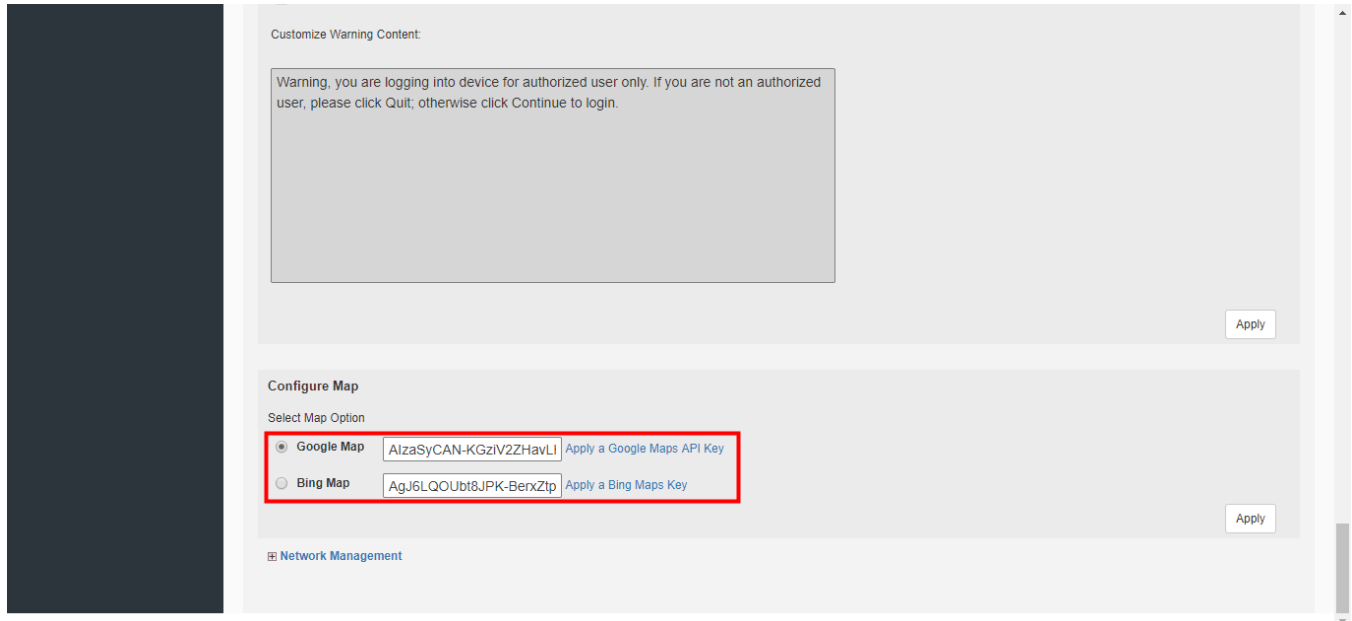 Customize Warning Content:
Warning, you are logging into device for authorized user only. If you are not an authorized
user, please click Quit; otherwise click Continue to login.
Apply
Configure Map
Select Map Option
Google Map AIzaSyCAN-KGziV2ZHavLI Apply a Google Maps API Key
Bing Map AgJ6LQOUbt8JPK-BerxZtp Apply a Bing Maps Key
Apply
Network Management